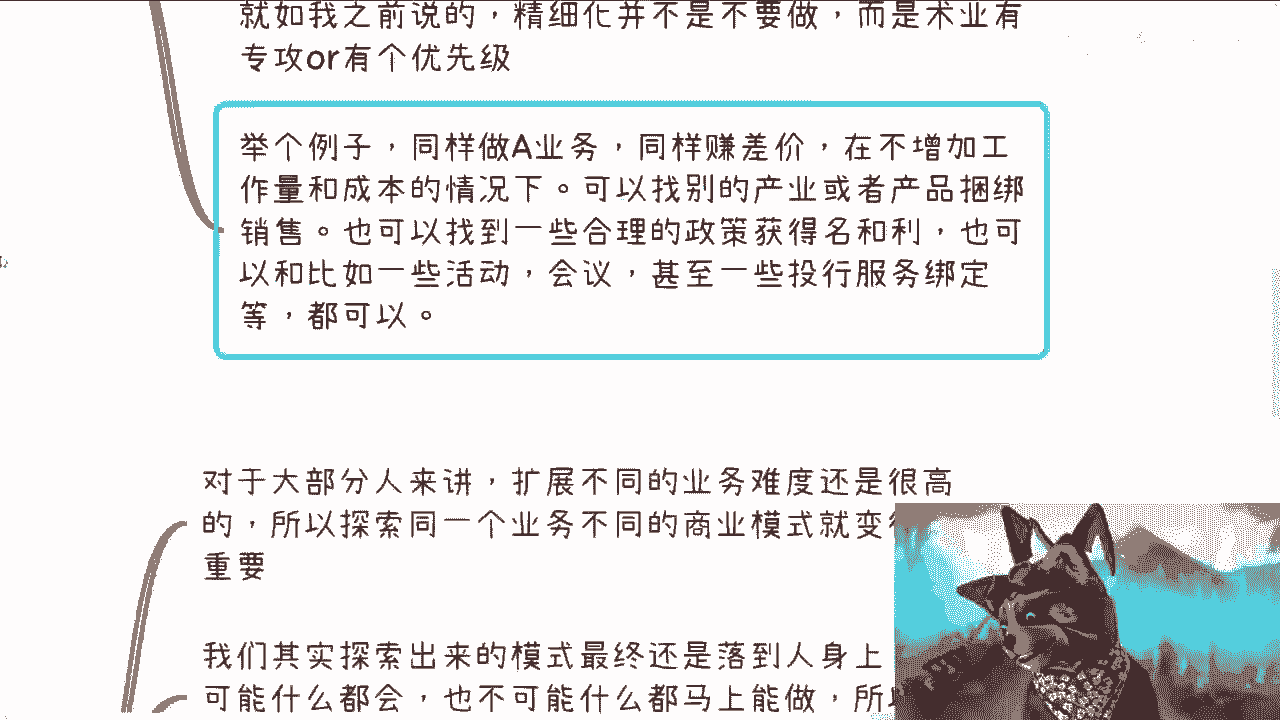 就如我之前说的，精细化并不是不要做，而是术业有
专攻or有个优先级
举个例子，同样做A业务，同样赚差价，在不增加工
作量和成本的情况下。可以找别的产业或者产品捆绑
销售。也可以找到一些合理的政策获得名和利，也可
以和比如一些活动，会议，甚至一些投行服务绑定
等，都可以。
对于大部分人来讲，扩展不同的业务难度还是很高
的，所以探索同一个业务不同的商业模式就变
重要
我们其实探索出来的模式最终还是落到人身上
可能什么都会，也不可能什么都马上能做，所